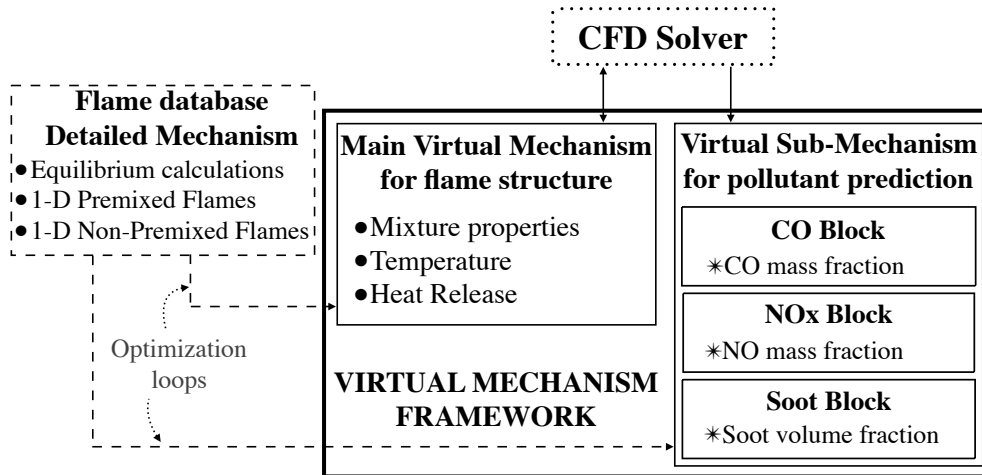 CFD Solver
Flame database
Detailed Mechanism
●Equilibrium calculations
●1-D Premixed Flames
●1-D Non-Premixed Flames
Optimization
loops
Main Virtual Mechanism
for flame structure
●Mixture properties
●Temperature
●Heat Release
VIRTUAL MECHANISM
FRAMEWORK
Virtual Sub-Mechanism
for pollutant prediction
CO Block
✴CO mass fraction
NOx Block
✴NO mass fraction
Soot Block
✴Soot volume fraction